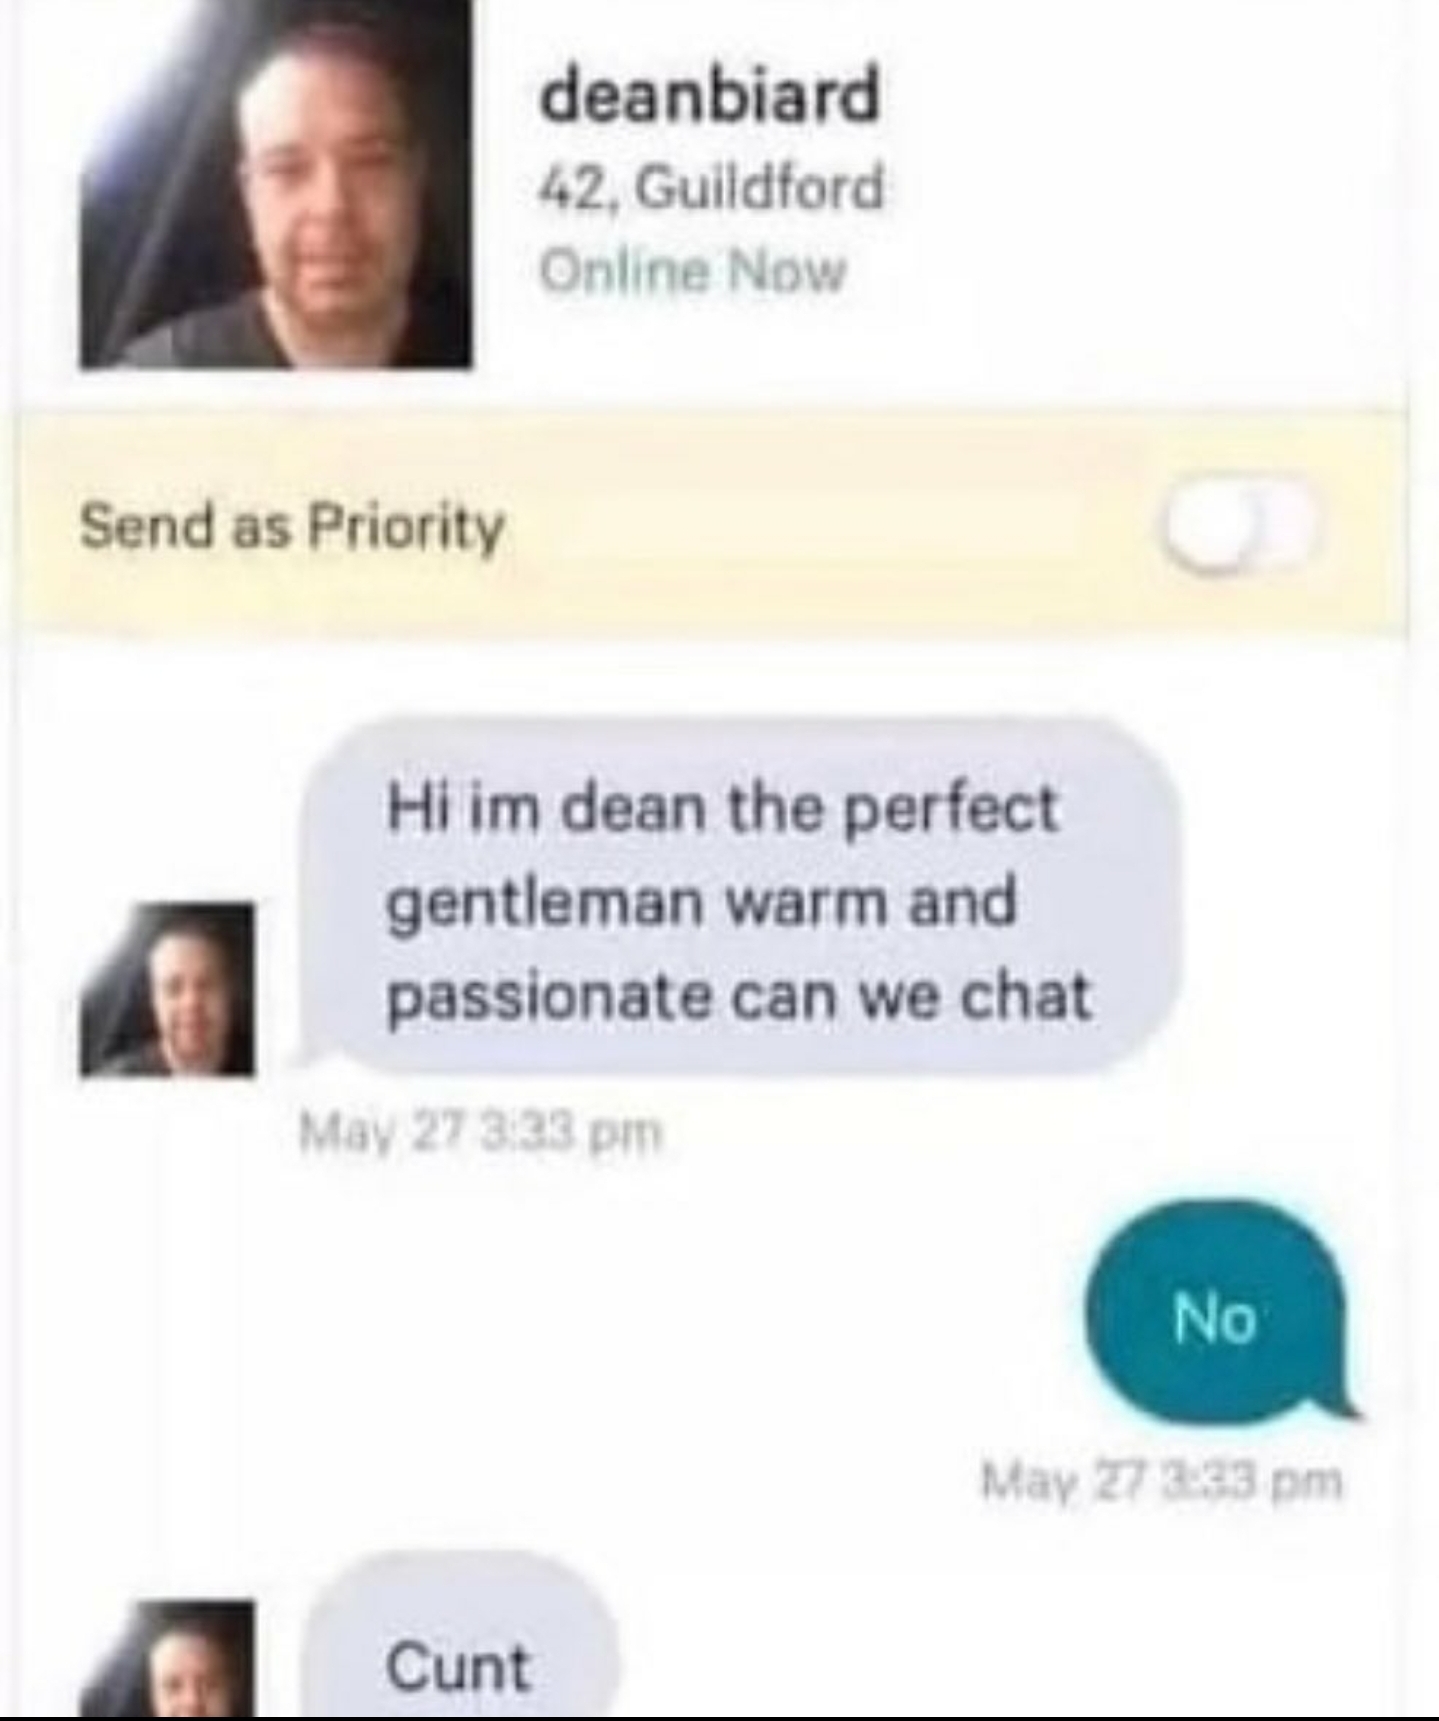 deanbiard
42, Guildford
Online Now
Send as Priority
Hi im dean the perfect
gentleman warm and
passionate can we chat
May 27 3:33 pm
No
May 27 3:33 pm
Cunt